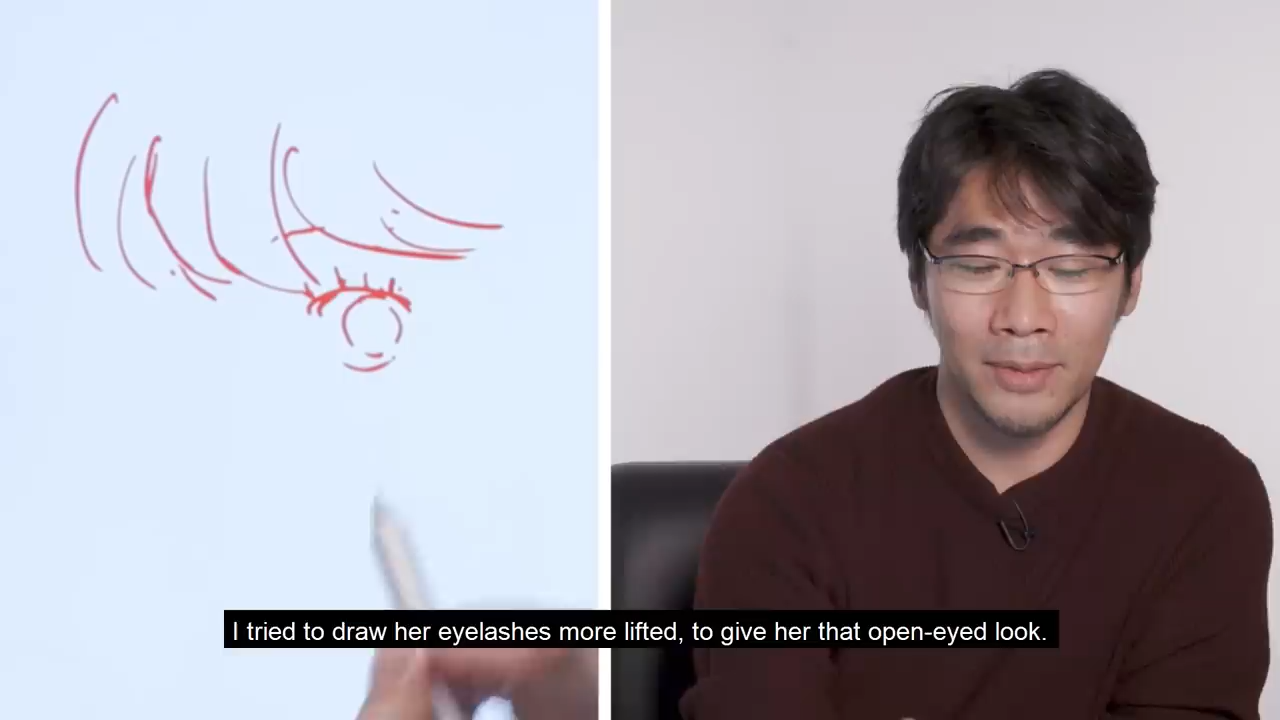 I tried to draw her eyelashes more lifted, to give her that open-eyed look.